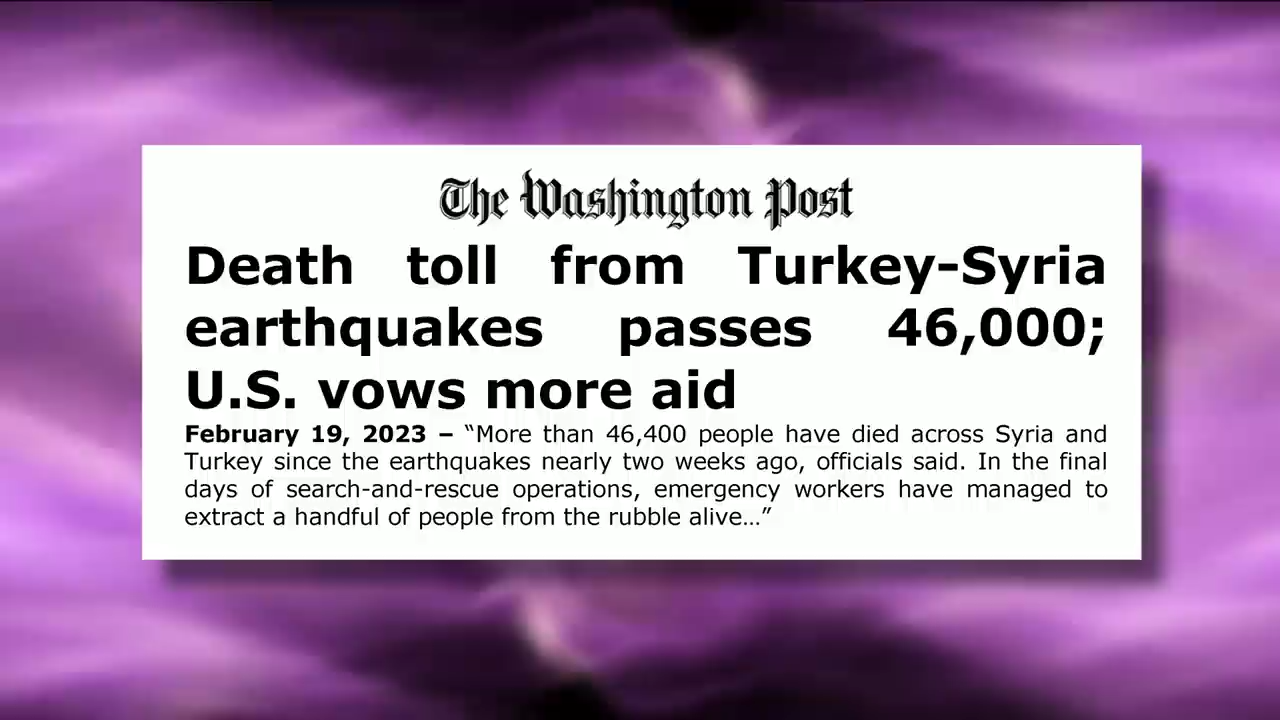 The Washington Post
Death toll from Turkey-Syria
earthquakes passes 46,000;
U.S. vows more aid
February 19, 2023 – “More than 46,400 people have died across Syria and
Turkey since the earthquakes nearly two weeks ago, officials said. In the final
days of search-and-rescue operations, emergency workers have managed to
extract a handful of people from the rubble alive…”